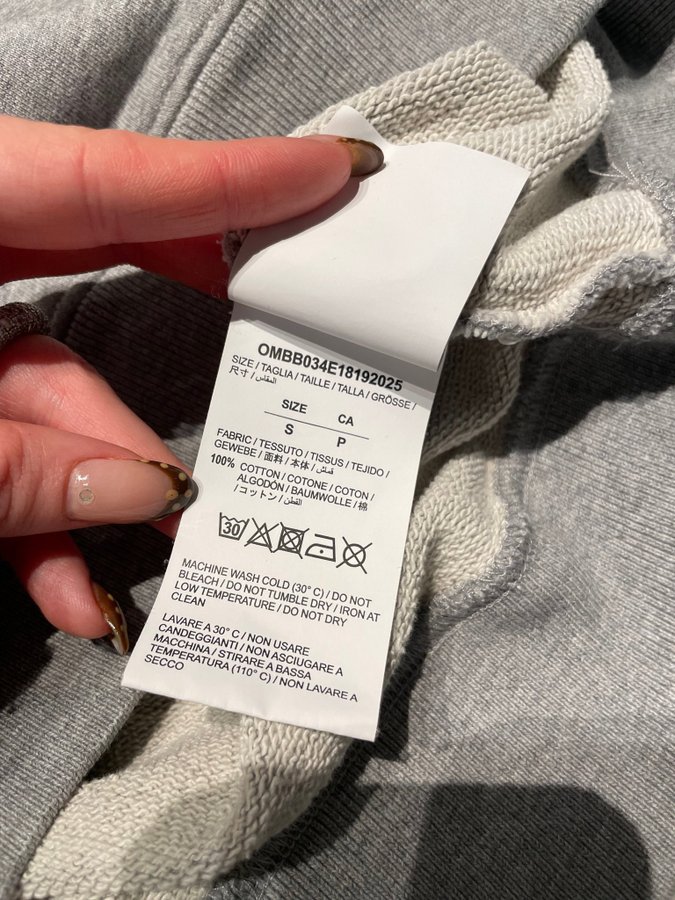 OMBB034E18192025
SIZE / TAGLIA / TAILLE / TALLA / GRÖSSE /
尺寸 / المقاس
SIZE CA
S P
FABRIC / TESSUTO / TISSUS / TEJIDO /
GEWEBE / 面料 / 本体 / قماش
100% COTTON / COTONE / COTON /
ALGODÓN / BAUMWOLLE / 棉
/ コットン / القطن
30
MACHINE WASH COLD (30° C) / DO NOT
BLEACH / DO NOT TUMBLE DRY / IRON AT
LOW TEMPERATURE / DO NOT DRY
CLEAN
LAVARE A 30° C / NON USARE
CANDEGGIANTI / NON ASCIUGARE A
MACCHINA / STIRARE A BASSA
TEMPERATURA (110° C) / NON LAVARE A
SECCO